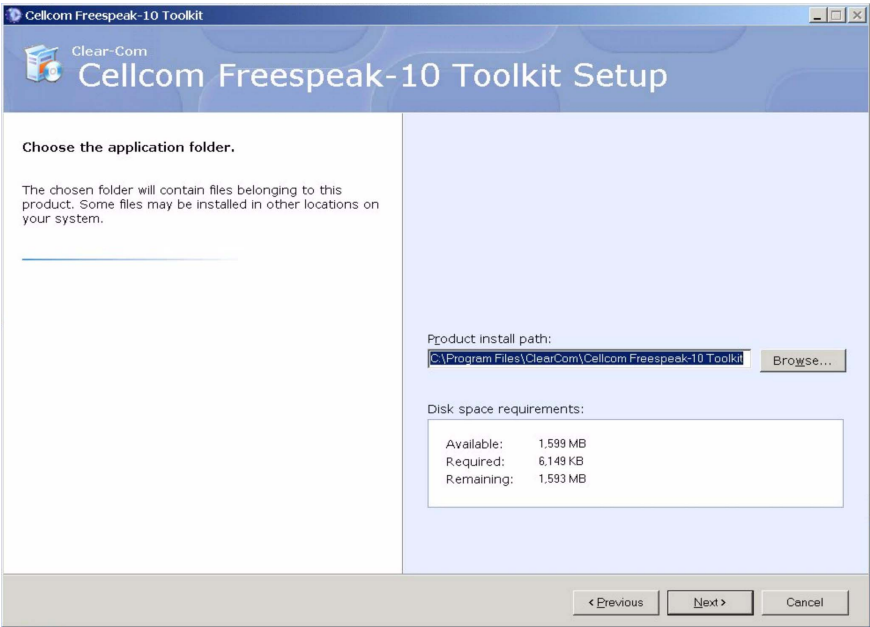 Cellcom Freespeak-10 Toolkit
Clear-Com
Cellcom Freespeak-10 Toolkit Setup
Choose the application folder.
The chosen folder will contain files belonging to this
product. Some files may be installed in other locations on
your system.
Product install path:
C:\Program Files\ClearCom\Cellcom Freespeak-10 Toolkit
Browse...
Disk space requirements:
Available: 1,599 MB
Required: 6,149 KB
Remaining: 1,593 MB
< Previous Next > Cancel